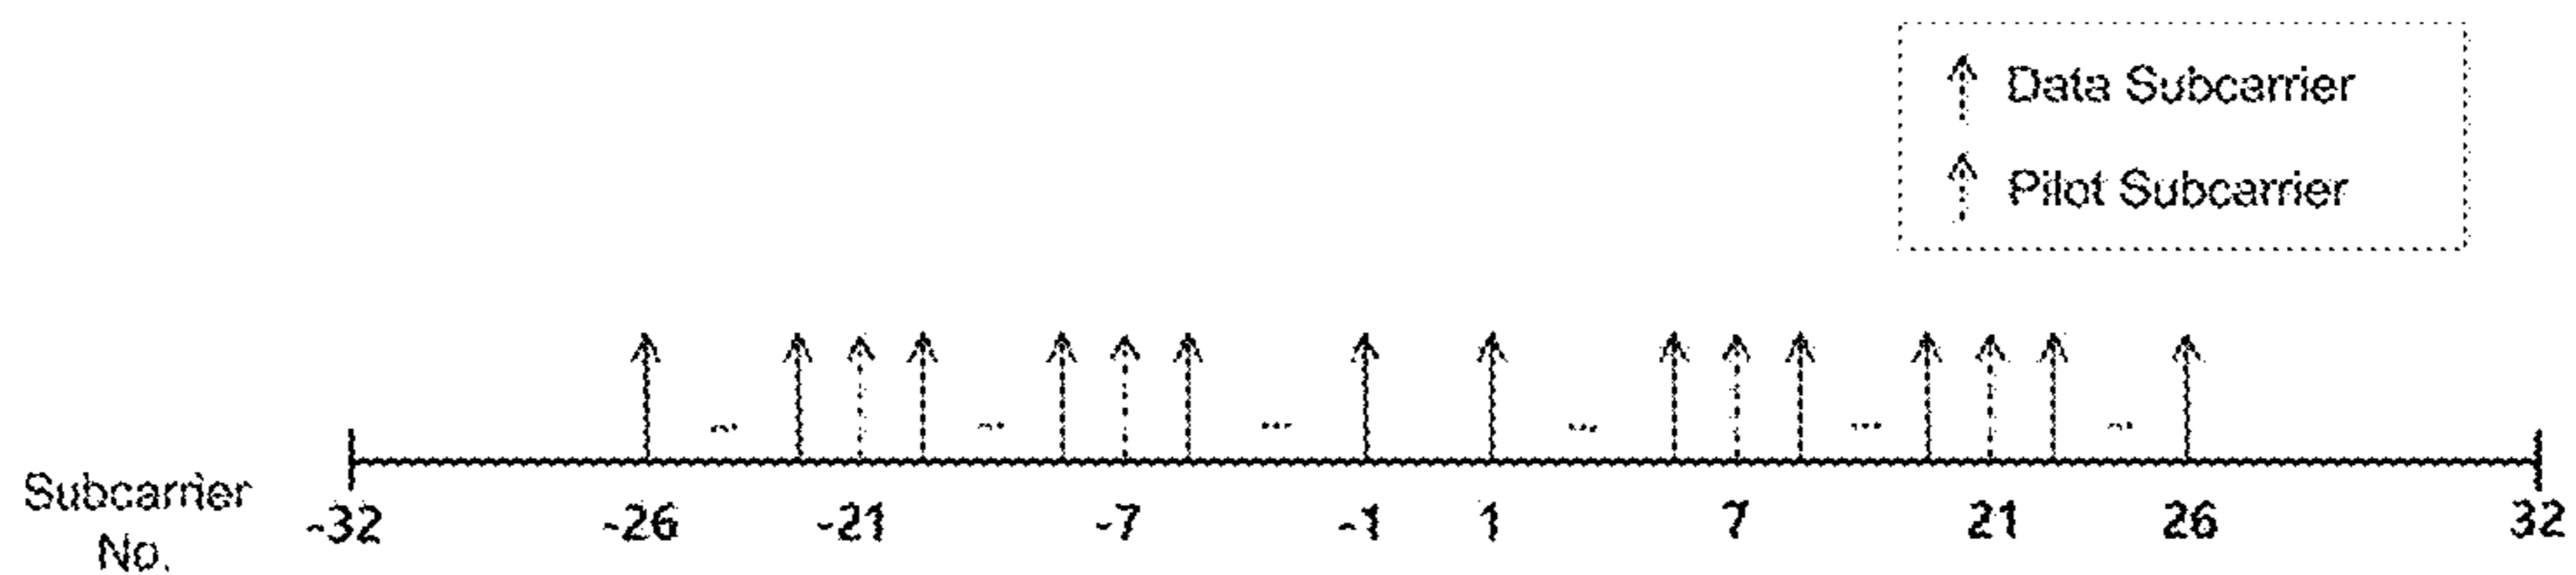 Data Subcarrier
Pilot Subcarrier
... ... ... ... ... ...
Subcarrier
No.
-32 -26 -21 -7 -1 1 7 21 26 32